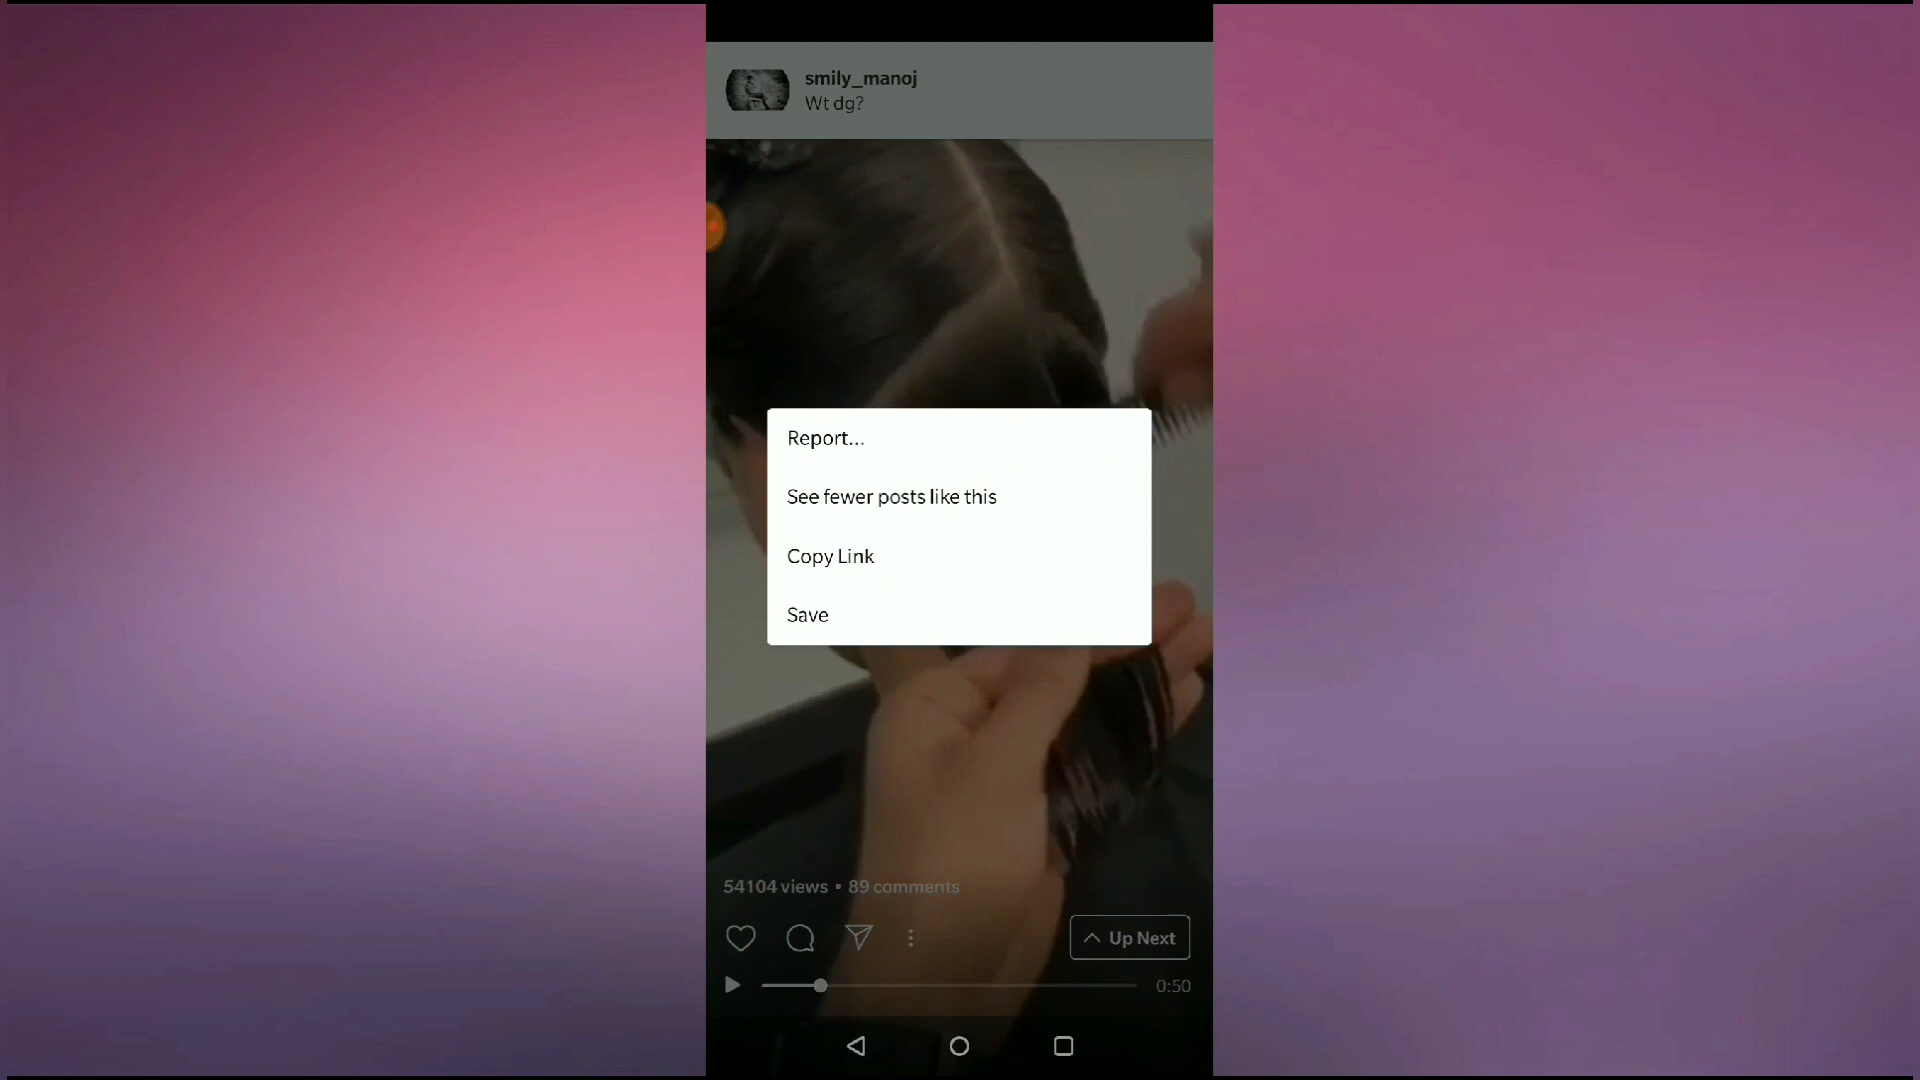 smily_manoj
Wt dg?
Report...
See fewer posts like this
Copy Link
Save
54104 views • 89 comments
Up Next
0:50